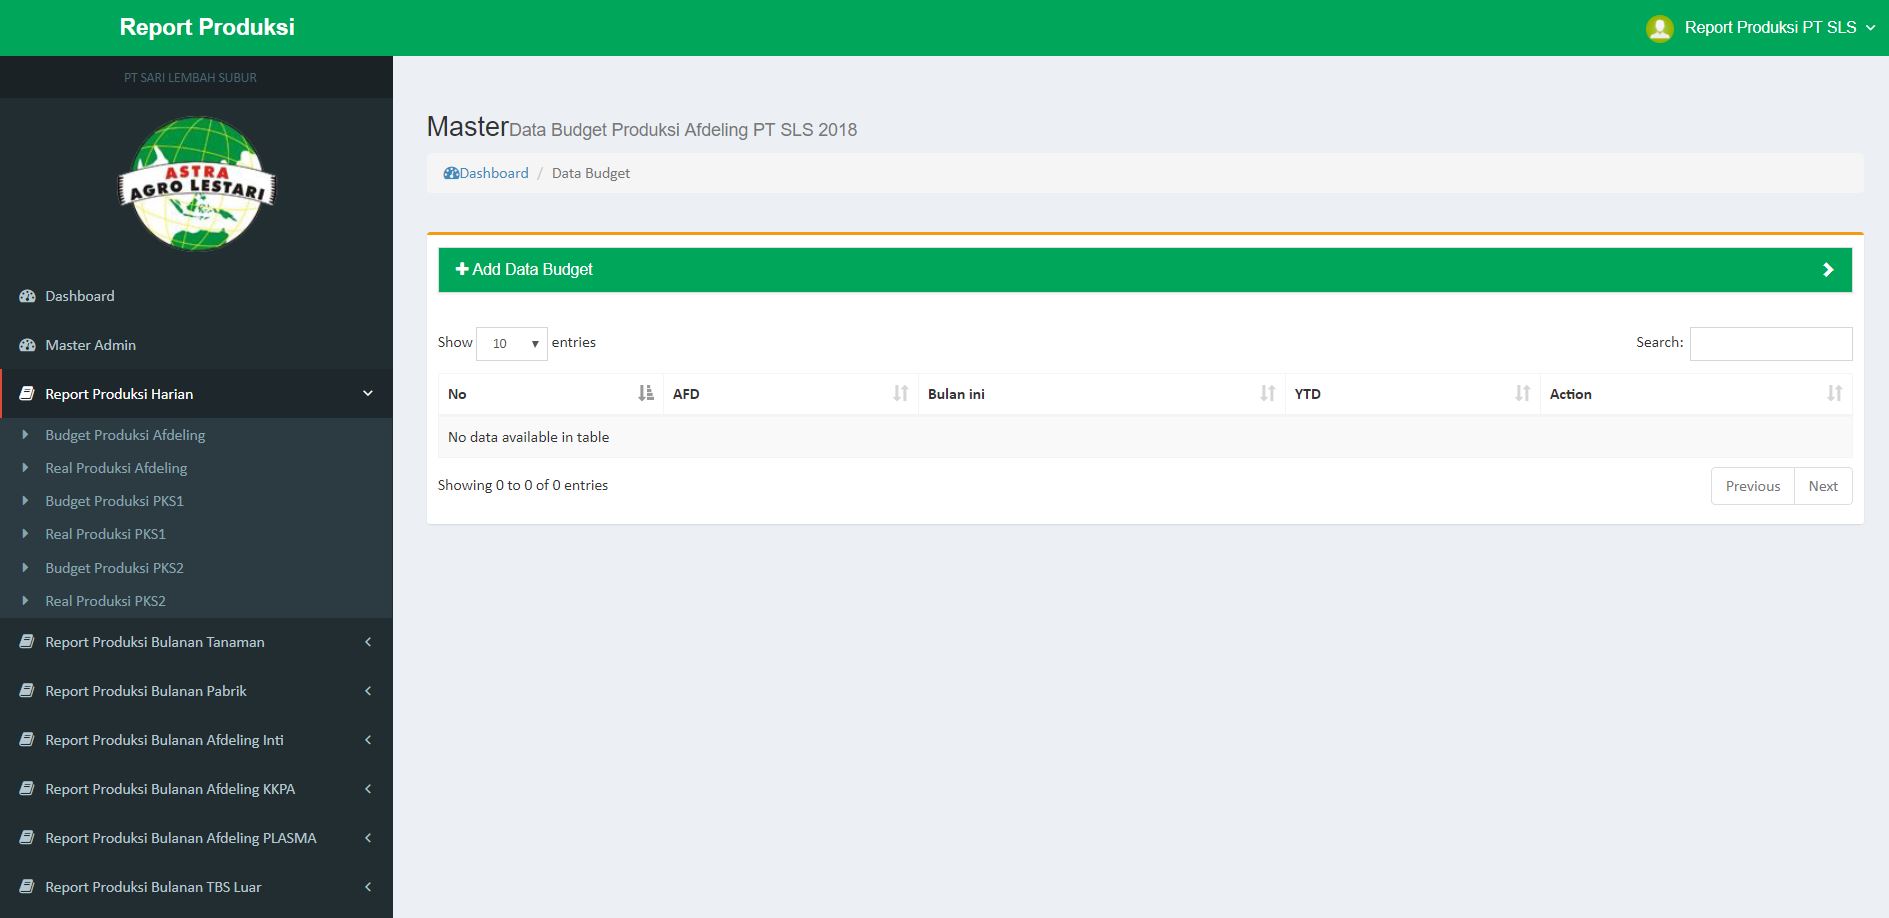 Report Produksi
Report Produksi PT SLS
PT SARI LEMBAH SUBUR
ASTRA
AGRO LESTARI
Dashboard
Master Admin
Report Produksi Harian
Budget Produksi Afdeling
Real Produksi Afdeling
Budget Produksi PKS1
Real Produksi PKS1
Budget Produksi PKS2
Real Produksi PKS2
Report Produksi Bulanan Tanaman
Report Produksi Bulanan Pabrik
Report Produksi Bulanan Afdeling Inti
Report Produksi Bulanan Afdeling KKPA
Report Produksi Bulanan Afdeling PLASMA
Report Produksi Bulanan TBS Luar
MasterData Budget Produksi Afdeling PT SLS 2018
Dashboard / Data Budget
Add Data Budget
Show 10 entries
Search:
No AFD Bulan ini YTD Action
No data available in table
Showing 0 to 0 of 0 entries
Previous Next